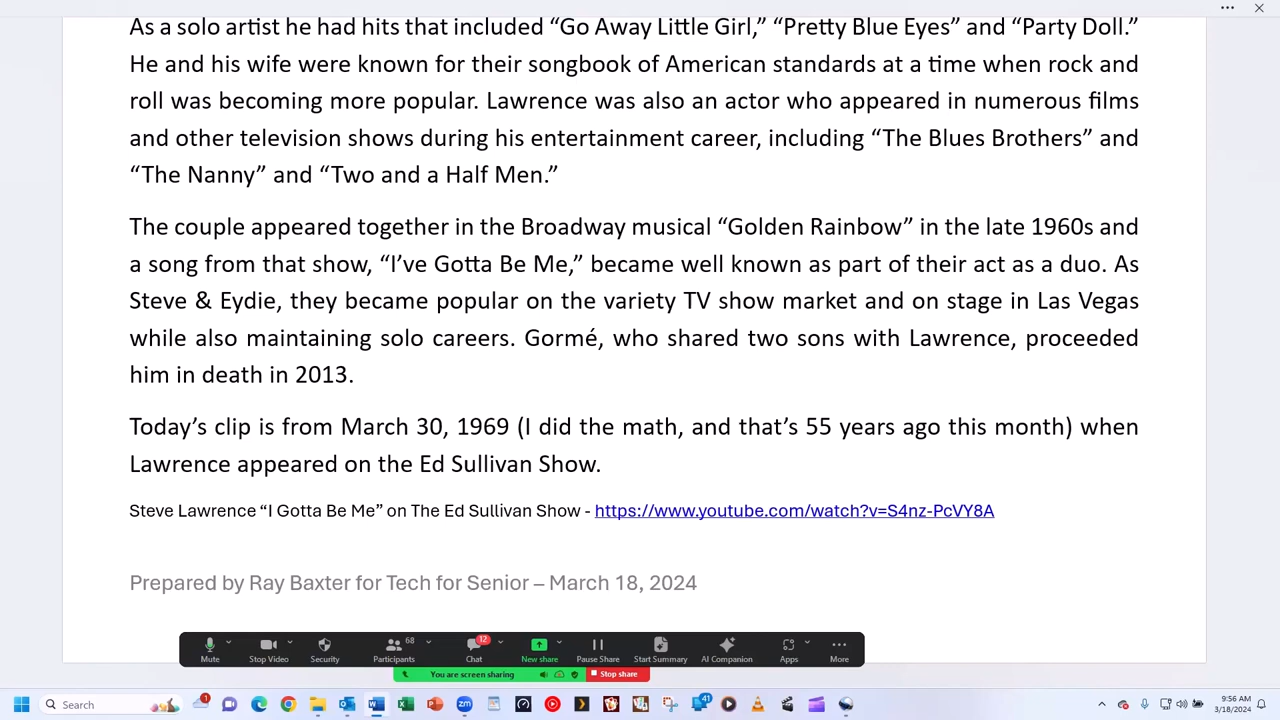 As a solo artist he had hits that included “Go Away Little Girl,” “Pretty Blue Eyes” and “Party Doll.”
He and his wife were known for their songbook of American standards at a time when rock and
roll was becoming more popular. Lawrence was also an actor who appeared in numerous films
and other television shows during his entertainment career, including “The Blues Brothers” and
“The Nanny” and “Two and a Half Men.”
The couple appeared together in the Broadway musical “Golden Rainbow” in the late 1960s and
a song from that show, “I’ve Gotta Be Me,” became well known as part of their act as a duo. As
Steve & Eydie, they became popular on the variety TV show market and on stage in Las Vegas
while also maintaining solo careers. Gormé, who shared two sons with Lawrence, proceeded
him in death in 2013.
Today’s clip is from March 30, 1969 (I did the math, and that’s 55 years ago this month) when
Lawrence appeared on the Ed Sullivan Show.
Steve Lawrence “I Gotta Be Me” on The Ed Sullivan Show - https://www.youtube.com/watch?v=S4nz-PcVY8A
Prepared by Ray Baxter for Tech for Senior – March 18, 2024
68
12
Mute Stop Video Security Participants Chat New share Pause Share Start Summary AI Companion Apps More
You are screen sharing Stop share
Search 1 zm 41 9:56 AM
3/18/2024